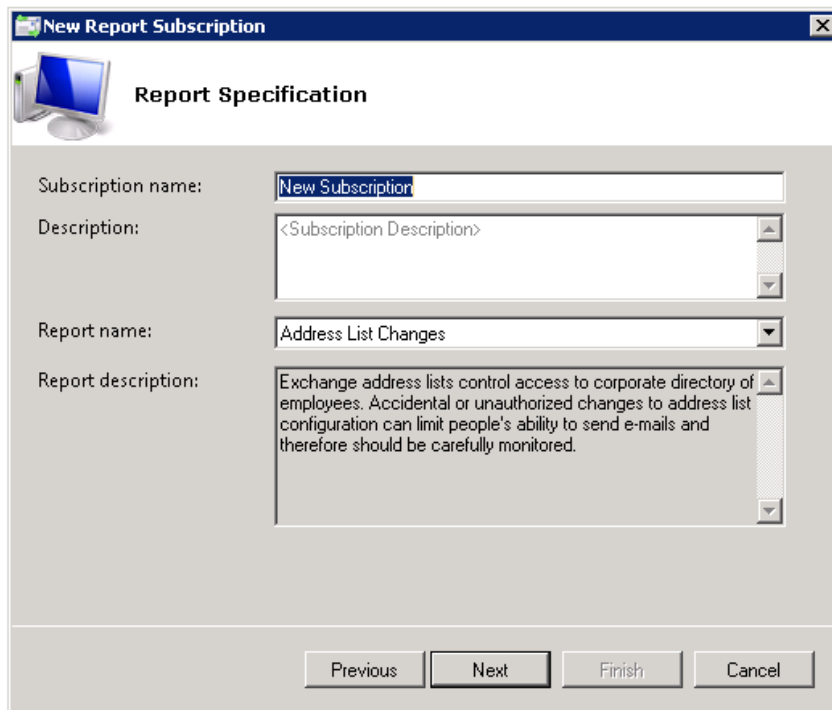 New Report Subscription
Report Specification
Subscription name:
New Subscription
Description:
<Subscription Description>
Report name:
Address List Changes
Report description:
Exchange address lists control access to corporate directory of
employees. Accidental or unauthorized changes to address list
configuration can limit people's ability to send e-mails and
therefore should be carefully monitored.
Previous
Next
Finish
Cancel